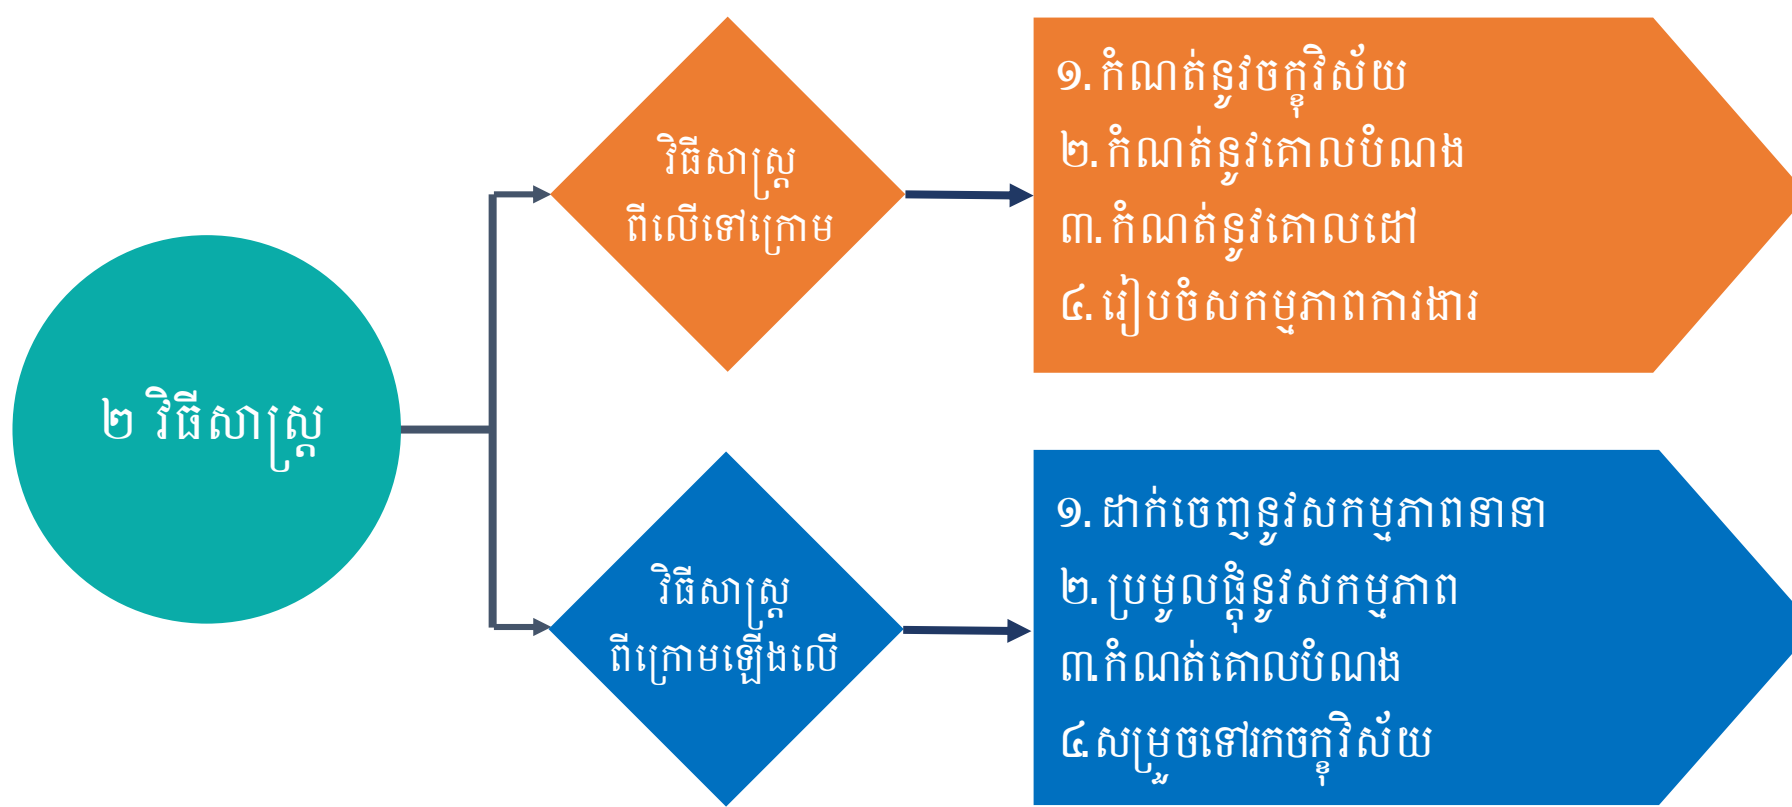 ២ វិធីសាស្ត្រ
វិធីសាស្ត្រ
ពីលើទៅក្រោម
១. កំណត់នូវចក្ខុវិស័យ
២. កំណត់នូវគោលបំណង
៣. កំណត់នូវគោលដៅ
៤. រៀបចំសកម្មភាពការងារ
វិធីសាស្ត្រ
ពីក្រោមឡើងលើ
១. ដាក់ចេញនូវសកម្មភាពនានា
២. ប្រមូលផ្តុំនូវសកម្មភាព
៣. កំណត់គោលបំណង
៤. សម្រួចទៅរកចក្ខុវិស័យ